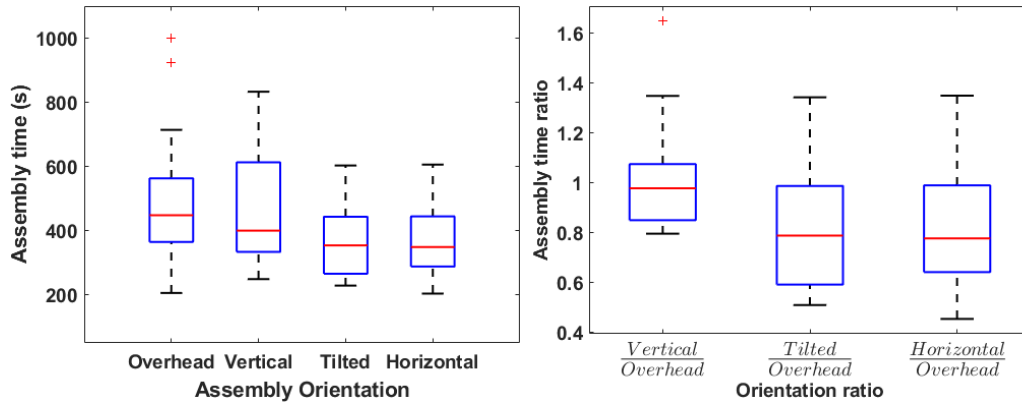 1000
800
600
400
200
Assembly time (s)
Overhead Vertical Tilted Horizontal
Assembly Orientation
1.6
1.4
1.2
1
0.8
0.6
0.4
Assembly time ratio
Vertical Tilted Horizontal
Overhead Overhead Overhead
Orientation ratio